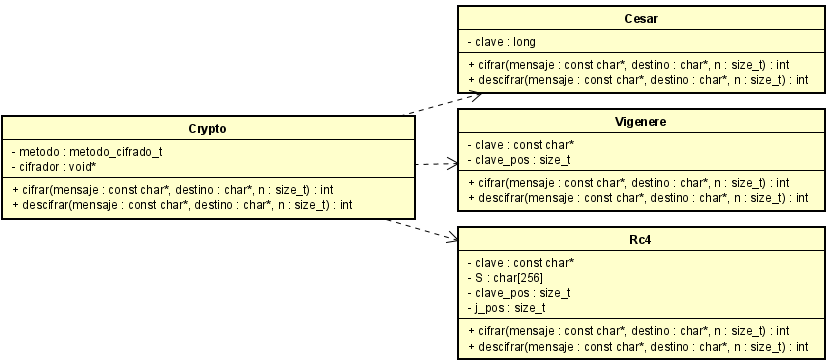 Cesar
- clave : long
+ cifrar(mensaje : const char*, destino : char*, n : size_t) : int
+ descifrar(mensaje : const char*, destino : char*, n : size_t) : int
Crypto
- metodo : metodo_cifrado_t
- cifrador : void*
+ cifrar(mensaje : const char*, destino : char*, n : size_t) : int
+ descifrar(mensaje : const char*, destino : char*, n : size_t) : int
Vigenere
- clave : const char*
- clave_pos : size_t
+ cifrar(mensaje : const char*, destino : char*, n : size_t) : int
+ descifrar(mensaje : const char*, destino : char*, n : size_t) : int
Rc4
- clave : const char*
- S : char[256]
- clave_pos : size_t
- j_pos : size_t
+ cifrar(mensaje : const char*, destino : char*, n : size_t) : int
+ descifrar(mensaje : const char*, destino : char*, n : size_t) : int